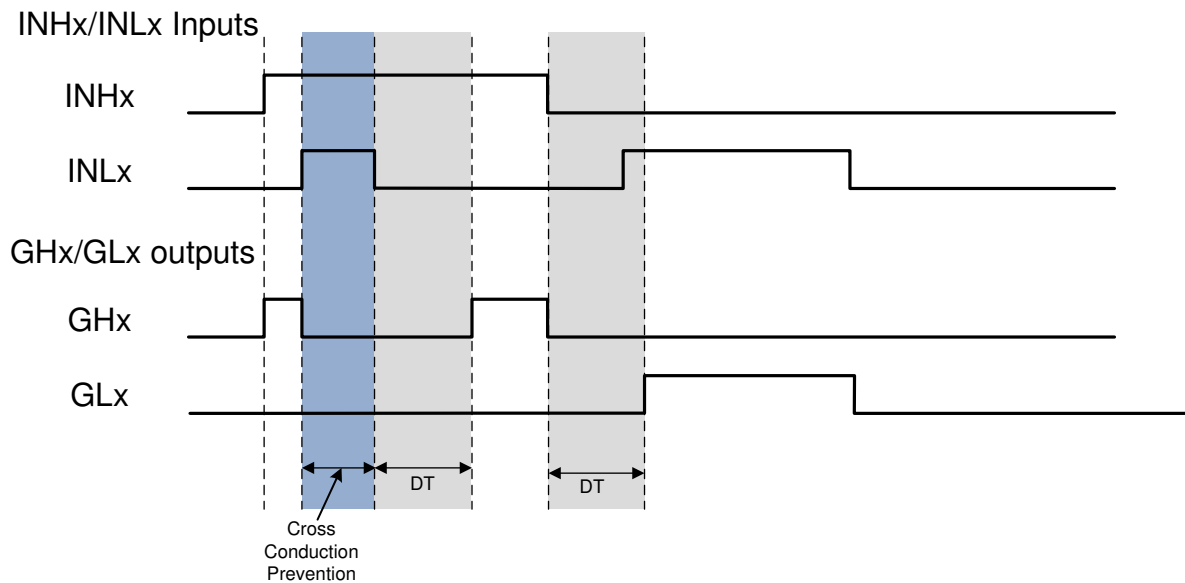 INHx/INLx Inputs
INHx
INLx
GHx/GLx outputs
GHx
GLx
DT
DT
Cross
Conduction
Prevention